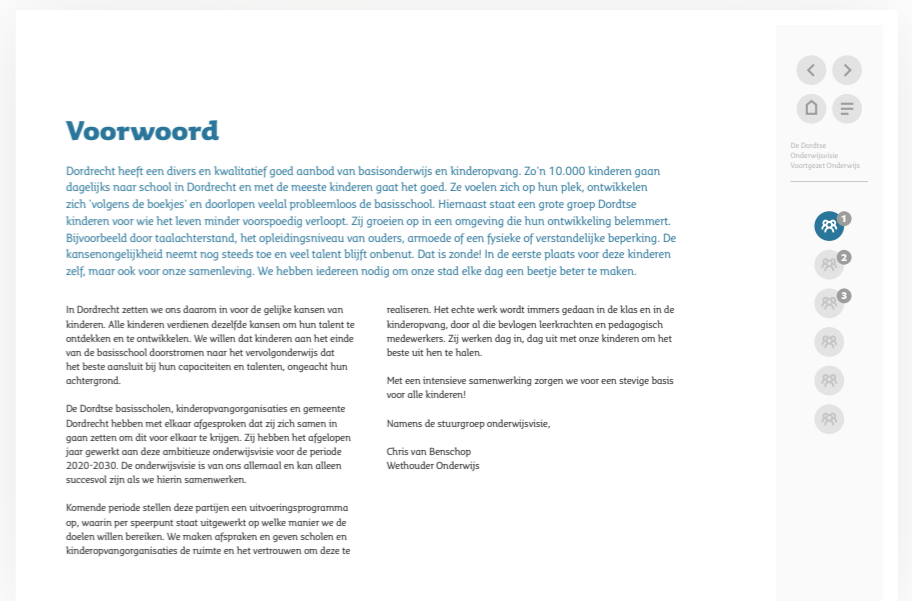 Voorwoord
Dordrecht heeft een divers en kwalitatief goed aanbod van basisonderwijs en kinderopvang. Zo'n 10.000 kinderen gaan
dagelijks naar school in Dordrecht en met de meeste kinderen gaat het goed. Ze voelen zich op hun plek, ontwikkelen
zich 'volgens de boekjes' en doorlopen veelal probleemloos de basisschool. Hiernaast staat een grote groep Dordtse
kinderen voor wie het leven minder voorspoedig verloopt. Zij groeien op in een omgeving die hun ontwikkeling belemmert.
Bijvoorbeeld door taalachterstand, het opleidingsniveau van ouders, armoede of een fysieke of verstandelijke beperking. De
kansenongelijkheid neemt nog steeds toe en veel talent blijft onbenut. Dat is zonde! In de eerste plaats voor deze kinderen
zelf, maar ook voor onze samenleving. We hebben iedereen nodig om onze stad elke dag een beetje beter te maken.
In Dordrecht zetten we ons daarom in voor de gelijke kansen van
kinderen. Alle kinderen verdienen dezelfde kansen om hun talent te
ontdekken en te ontwikkelen. We willen dat kinderen aan het einde
van de basisschool doorstromen naar het vervolgonderwijs dat
het beste aansluit bij hun capaciteiten en talenten, ongeacht hun
achtergrond.
De Dordtse basisscholen, kinderopvangorganisaties en gemeente
Dordrecht hebben met elkaar afgesproken dat zij zich samen in
gaan zetten om dit voor elkaar te krijgen. Zij hebben het afgelopen
jaar gewerkt aan deze ambitieuze onderwijsvisie voor de periode
2020-2030. De onderwijsvisie is van ons allemaal en kan alleen
succesvol zijn als we hierin samenwerken.
Komende periode stellen deze partijen een uitvoeringsprogramma
op, waarin per speerpunt staat uitgewerkt op welke manier we de
doelen willen bereiken. We maken afspraken en geven scholen en
kinderopvangorganisaties de ruimte en het vertrouwen om deze te
realiseren. Het echte werk wordt immers gedaan in de klas en in de
kinderopvang, door al die bevlogen leerkrachten en pedagogisch
medewerkers. Zij werken dag in, dag uit met onze kinderen om het
beste uit hen te halen.
Met een intensieve samenwerking zorgen we voor een stevige basis
voor alle kinderen!
Namens de stuurgroep onderwijsvisie,
Chris van Benschop
Wethouder Onderwijs
De Dordtse
Onderwijsvisie
Voortgezet Onderwijs
1
2
3